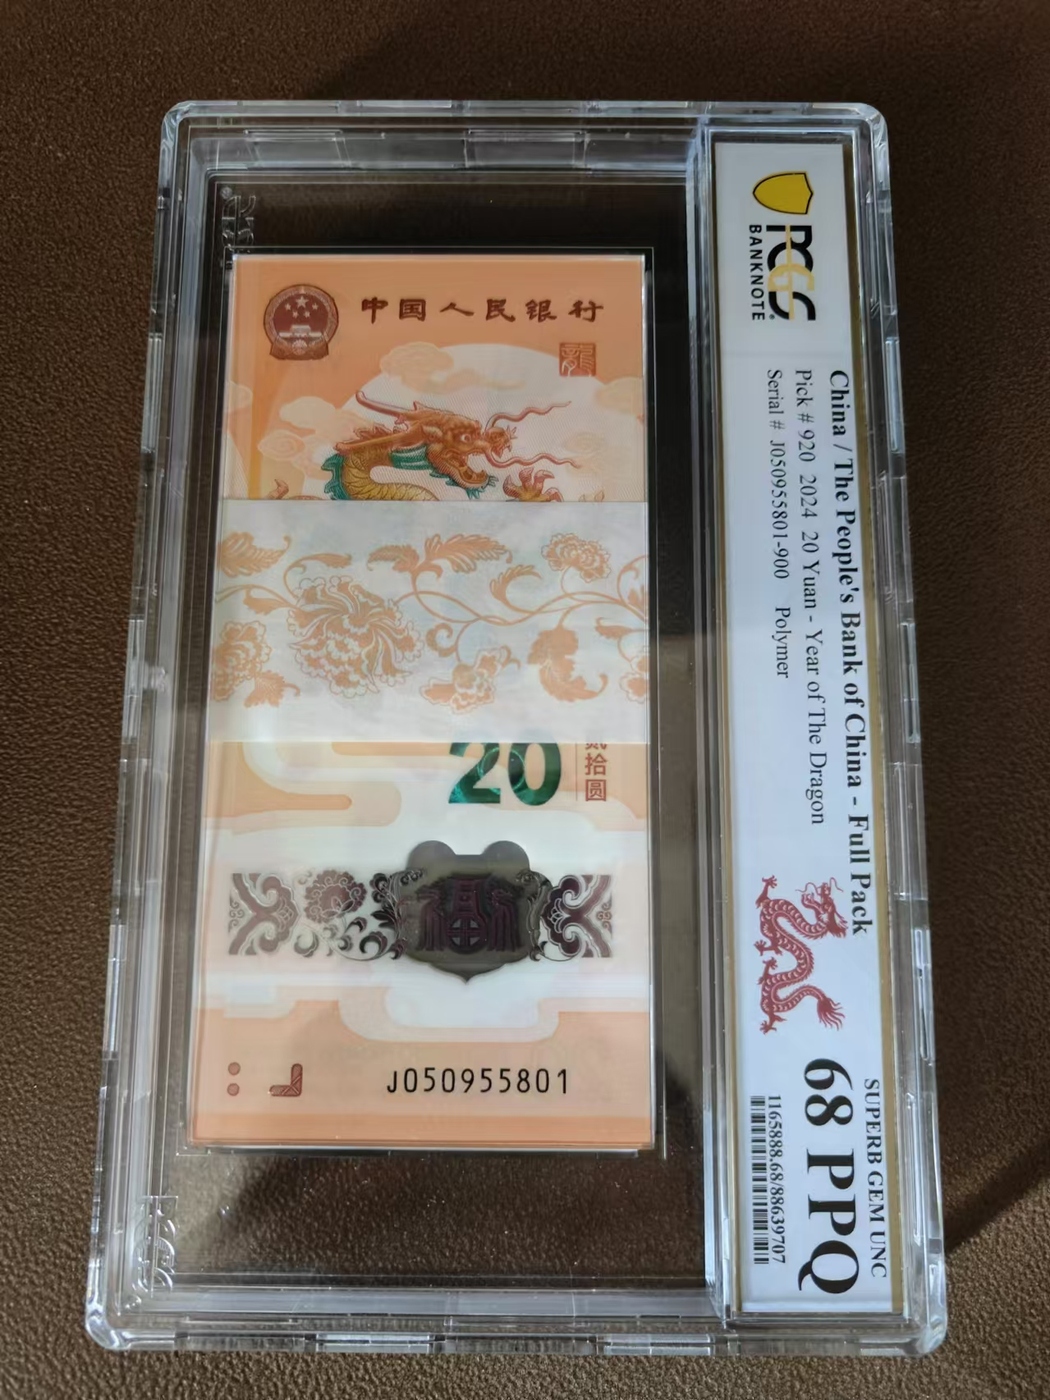 中国人民银行
龍
20
贰拾圆
福
J050955801
PCGS
BANKNOTE
China / The People's Bank of China - Full Pack
Pick # 920 2024 20 Yuan - Year of The Dragon
Serial # J050955801-900 Polymer
SUPERB GEM UNC
68 PPQ
1165888.68/88639707